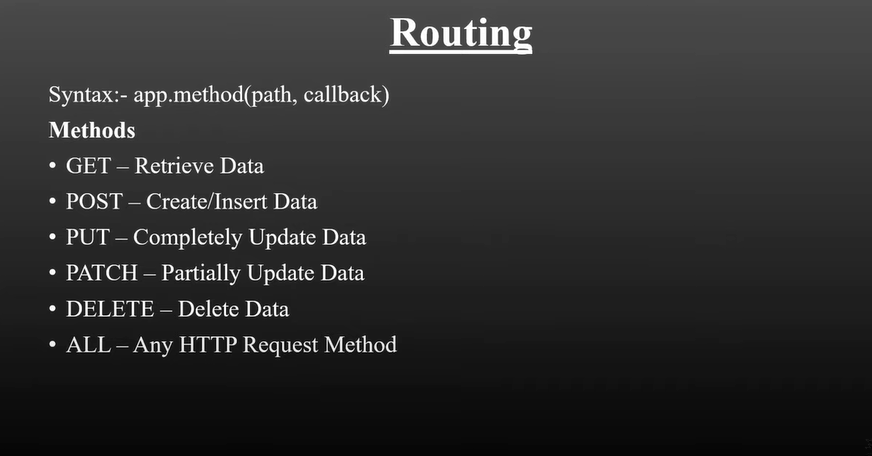 Routing
Syntax:- app.method(path, callback)
Methods
• GET – Retrieve Data
• POST – Create/Insert Data
• PUT – Completely Update Data
• PATCH – Partially Update Data
• DELETE – Delete Data
• ALL – Any HTTP Request Method